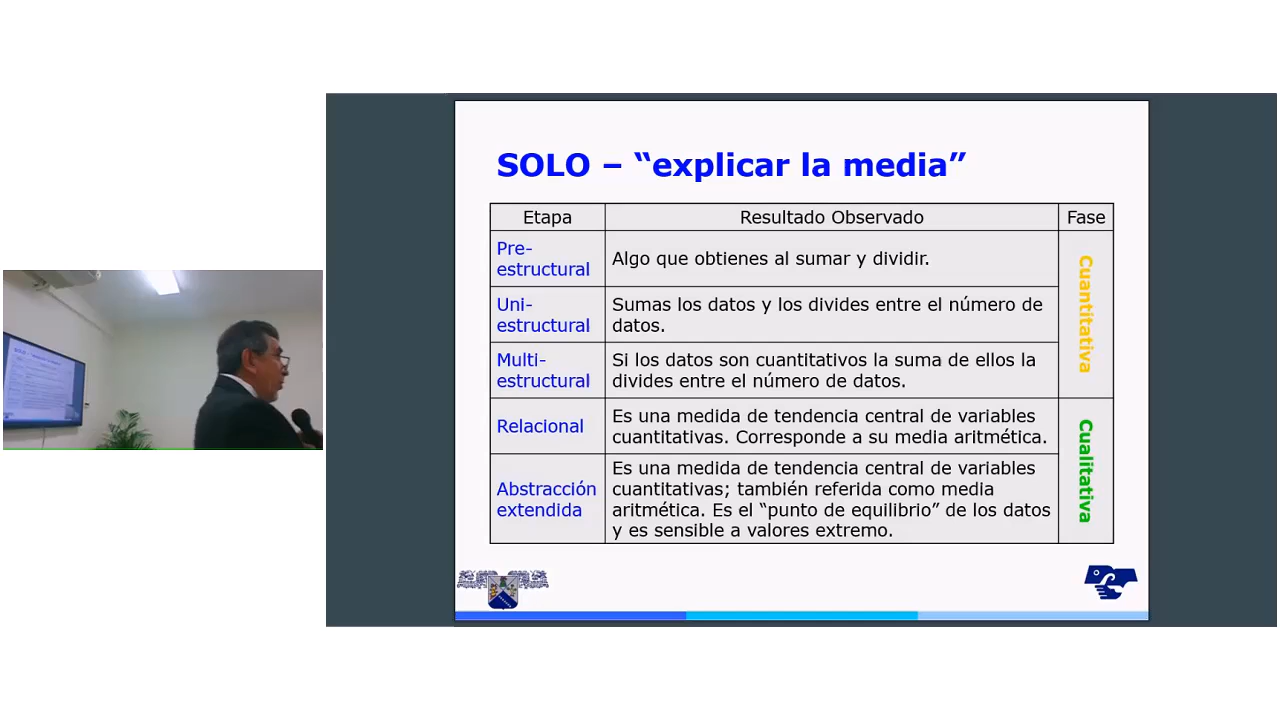 SOLO – “explicar la media”
Etapa
Resultado Observado
Fase
Pre-
estructural
Algo que obtienes al sumar y dividir.
Uni-
estructural
Sumas los datos y los divides entre el número de
datos.
Multi-
estructural
Si los datos son cuantitativos la suma de ellos la
divides entre el número de datos.
Cuantitativa
Relacional
Es una medida de tendencia central de variables
cuantitativas. Corresponde a su media aritmética.
Abstracción
extendida
Es una medida de tendencia central de variables
cuantitativas; también referida como media
aritmética. Es el “punto de equilibrio” de los datos
y es sensible a valores extremo.
Cualitativa